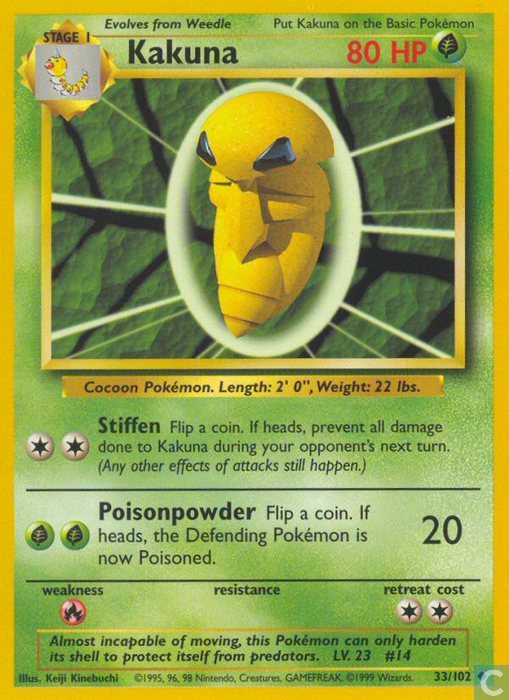 Evolves from Weedle
Put Kakuna on the Basic Pokémon
STAGE 1
Kakuna
80 HP
Cocoon Pokémon. Length: 2' 0", Weight: 22 lbs.
Stiffen Flip a coin. If heads, prevent all damage
done to Kakuna during your opponent's next turn.
(Any other effects of attacks still happen.)
Poisonpowder Flip a coin. If
heads, the Defending Pokémon is
now Poisoned.
20
weakness
resistance
retreat cost
Almost incapable of moving, this Pokémon can only harden
its shell to protect itself from predators. LV. 23 #14
Illus. Keiji Kinebuchi
©1995, 96, 98 Nintendo, Creatures, GAMEFREAK. ©1999 Wizards.
33/102
C